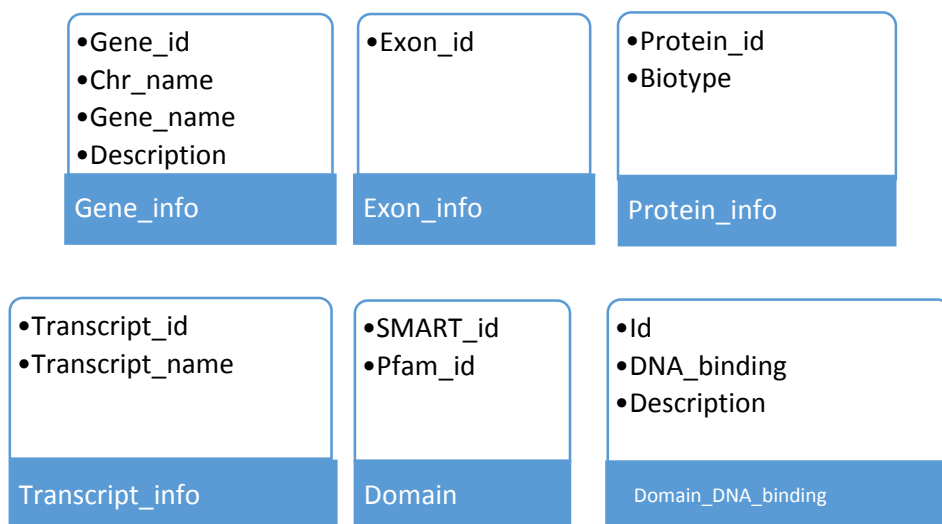 •Gene_id
•Chr_name
•Gene_name
•Description
Gene_info
•Exon_id
Exon_info
•Protein_id
•Biotype
Protein_info
•Transcript_id
•Transcript_name
Transcript_info
•SMART_id
•Pfam_id
Domain
•Id
•DNA_binding
•Description
Domain_DNA_binding